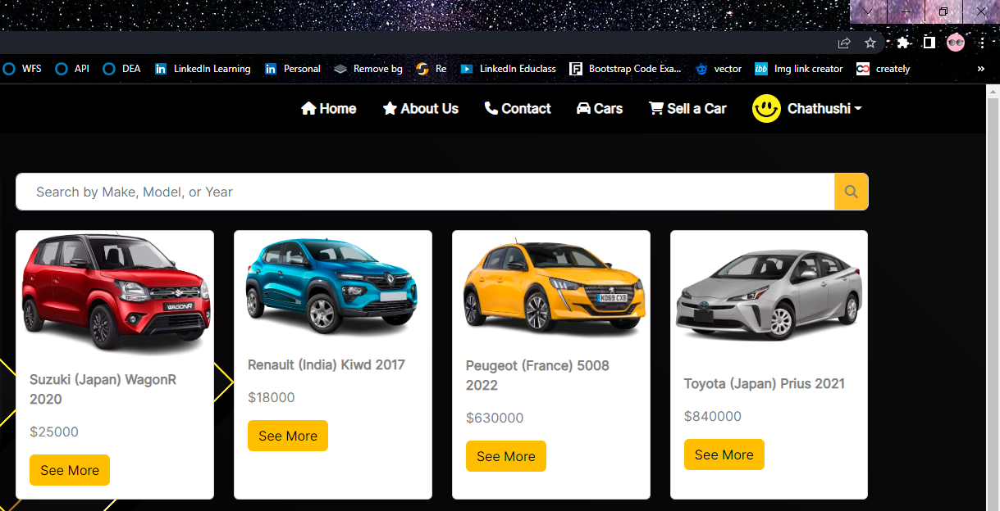 WFS API DEA LinkedIn Learning Personal Remove bg Re LinkedIn Educlass Bootstrap Code Exa... vector Img link creator creately »
Home About Us Contact Cars Sell a Car Chathushi
Search by Make, Model, or Year
WAGONR
KO69 CXB
Suzuki (Japan) WagonR
2020
$25000
See More
Renault (India) Kiwd 2017
$18000
See More
Peugeot (France) 5008
2022
$630000
See More
Toyota (Japan) Prius 2021
$840000
See More